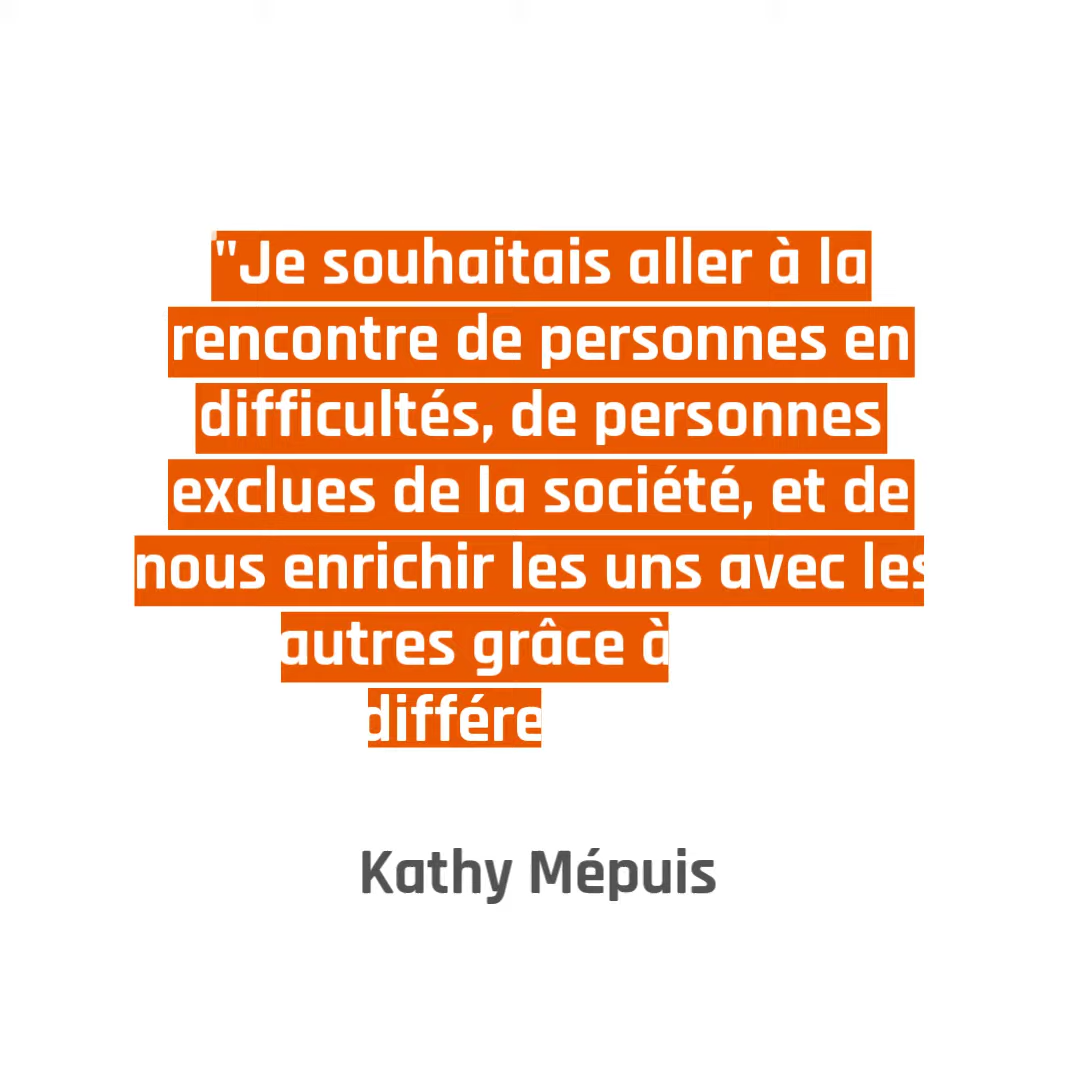 "Je souhaitais aller à la
rencontre de personnes en
difficultés, de personnes
exclues de la société, et de
nous enrichir les uns avec les
autres grâce à
différe
Kathy Mépuis